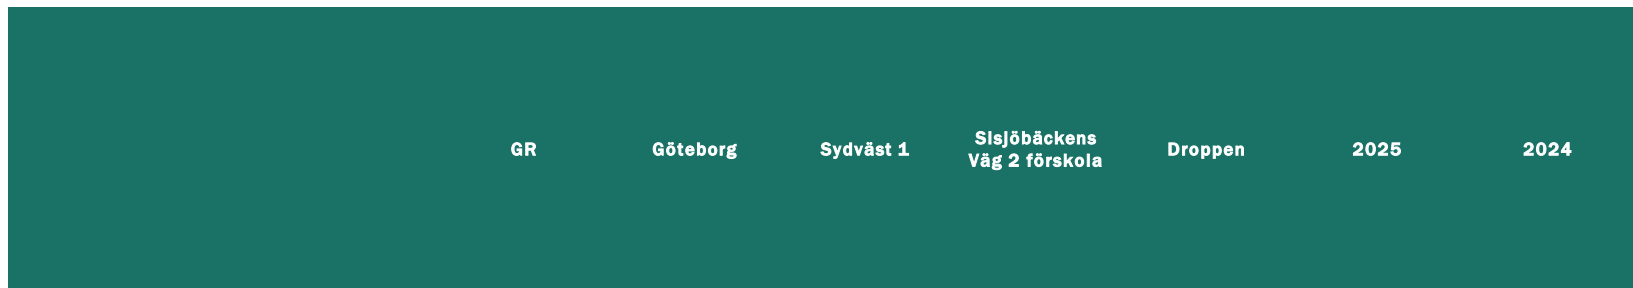 GR
Göteborg
Sydväst 1
Sisjöbäckens
Väg 2 förskola
Droppen
2025
2024